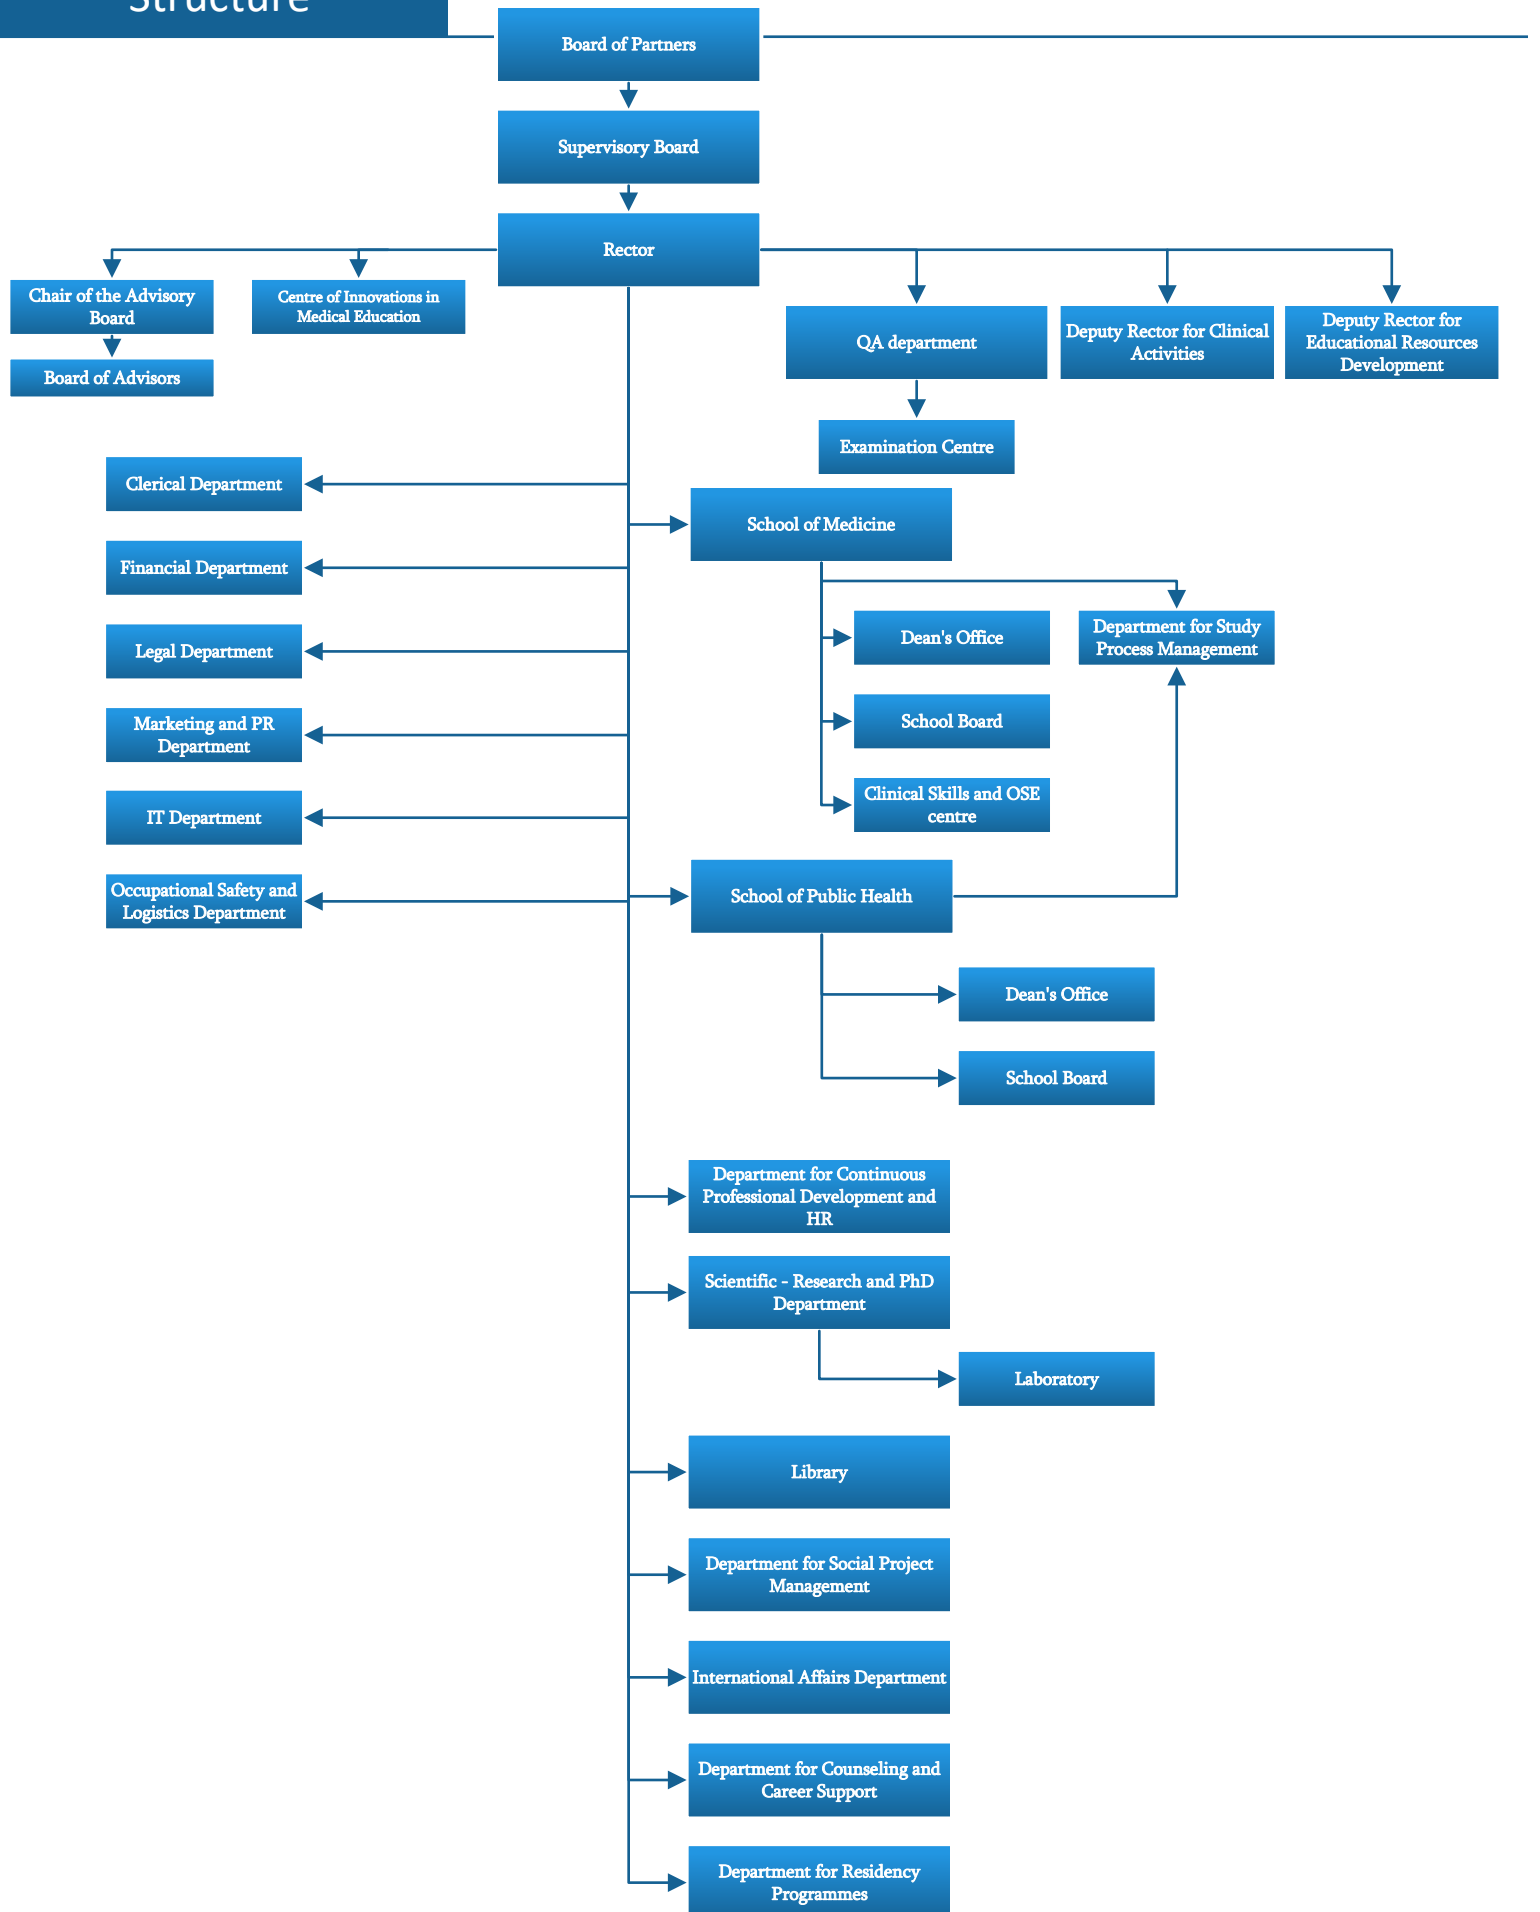 Structure
Board of Partners
Supervisory Board
Rector
Chair of the Advisory
Board
Centre of Innovations in
Medical Education
Board of Advisors
QA department
Deputy Rector for Clinical
Activities
Deputy Rector for
Educational Resources
Development
Examination Centre
Clerical Department
Financial Department
Legal Department
Marketing and PR
Department
IT Department
Occupational Safety and
Logistics Department
School of Medicine
Dean's Office
Department for Study
Process Management
School Board
Clinical Skills and OSE
centre
School of Public Health
Dean's Office
School Board
Department for Continuous
Professional Development and
HR
Scientific - Research and PhD
Department
Laboratory
Library
Department for Social Project
Management
International Affairs Department
Department for Counseling and
Career Support
Department for Residency
Programmes